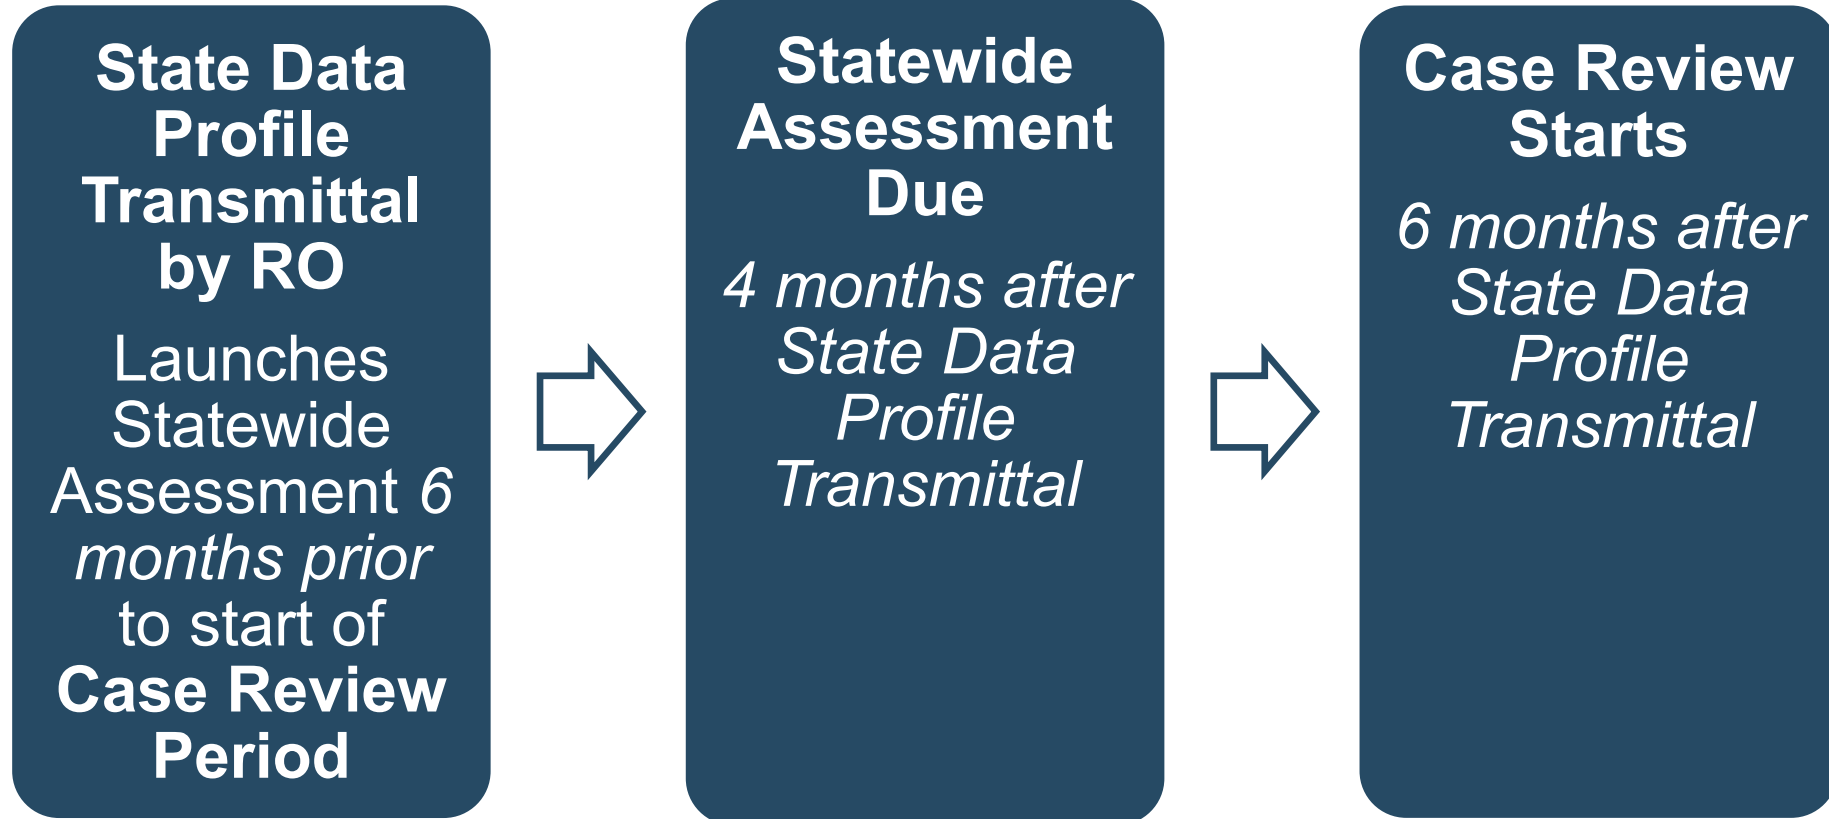 State Data
Profile
Transmittal
by RO
Launches
Statewide
Assessment 6
months prior
to start of
Case Review
Period
Statewide
Assessment
Due
4 months after
State Data
Profile
Transmittal
Case Review
Starts
6 months after
State Data
Profile
Transmittal